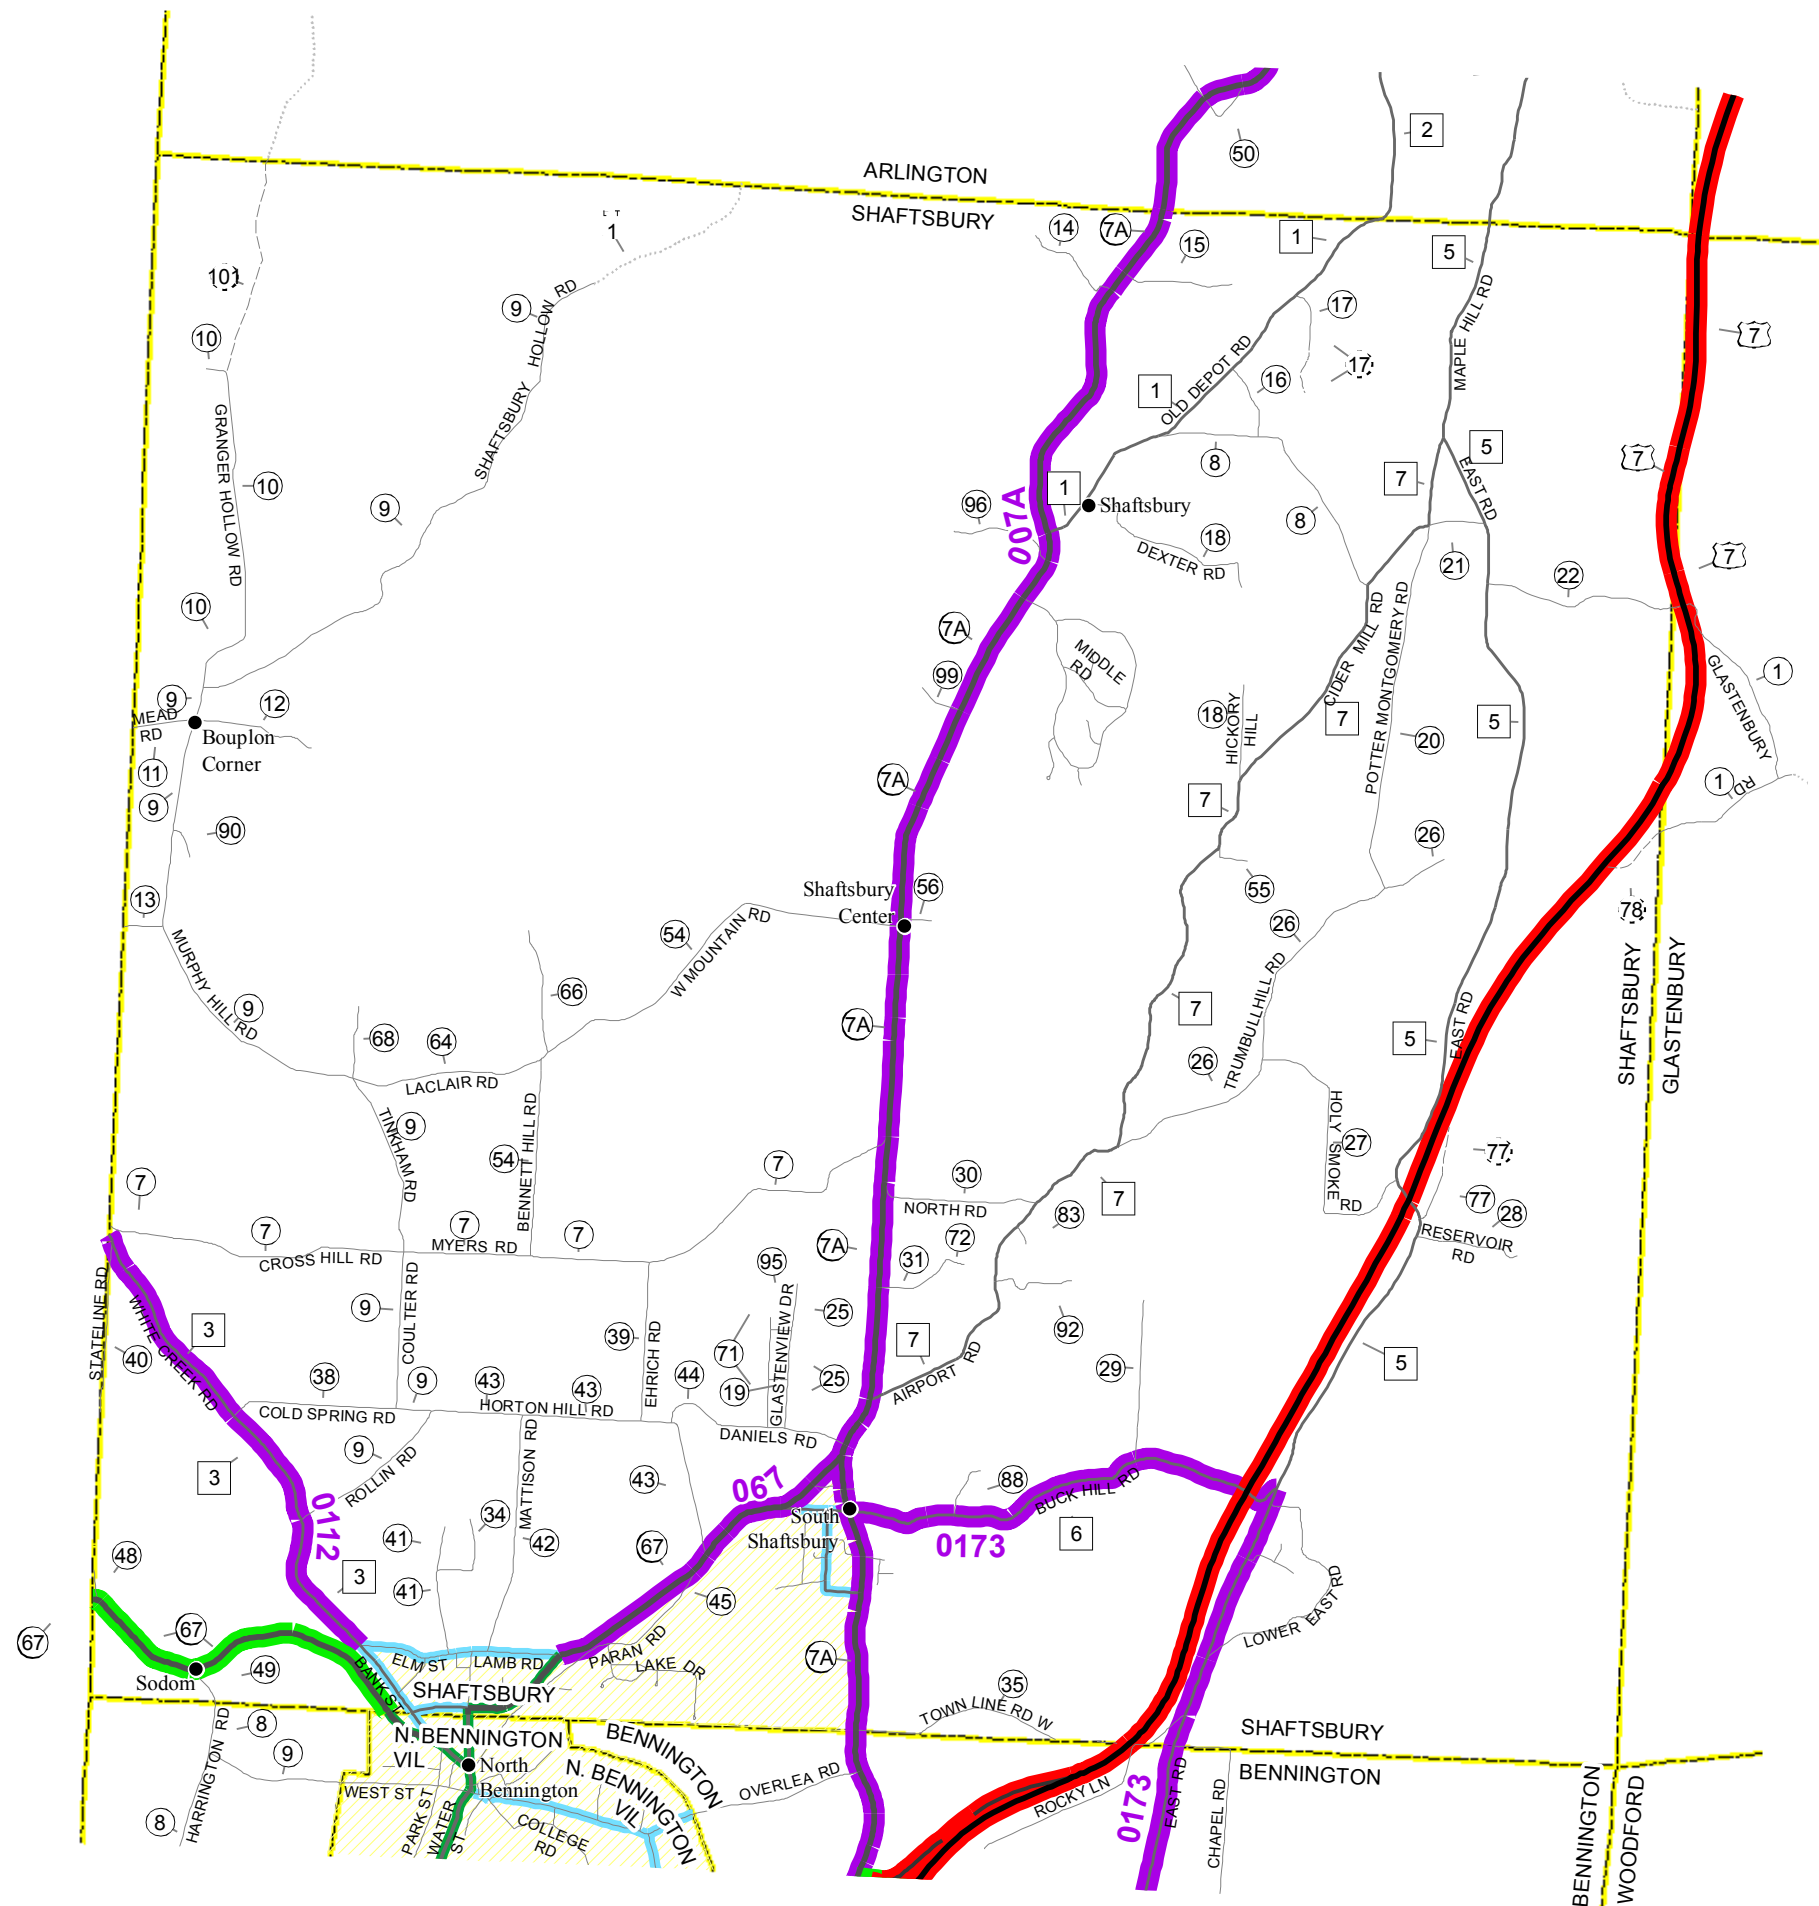 ARLINGTON
SHAFTSBURY
50
2
14
7A
15
1
5
L T
1
10
9
SHAFTSBURY HOLLOW RD
17
7
MAPLE HILL RD
10
17
16
1
OLD DEPOT RD
GRANGER HOLLOW RD
10
9
8
5
7
EAST RD
7
96
007A
1
Shaftsbury
8
18
DEXTER RD
21
22
7
10
7A
MIDDLE
RD
CIDER MILL RD
POTTER MONTGOMERY RD
99
GLASTENBURY
RD
1
9
12
MEAD
RD
Bouplon
Corner
11
9
18
HICKORY
HILL
7
20
5
7A
7
1
90
26
13
Shaftsbury
Center
56
55
26
78
54
W MOUNTAIN RD
MURPHY HILL RD
9
66
SHAFTSBURY
GLASTENBURY
68
64
LACLAIR RD
7A
7
TRUMBULL HILL RD
26
5
EAST RD
TINKHAM RD
9
54
BENNETT HILL RD
HOLY SMOKE
RD
27
77
7
7
30
NORTH RD
7
83
77
28
RESERVOIR
RD
7
CROSS HILL RD
7
MYERS RD
7
7A
31
72
95
STATELINE RD
WHITE CREEK RD
3
40
9
COULTER RD
39
EHRICH RD
71
19
GLASTENVIEW DR
25
25
7
AIRPORT RD
92
29
5
38
COLD SPRING RD
9
43
43
HORTON HILL RD
44
DANIELS RD
3
9
ROLLIN RD
MATTISON RD
43
067
88
BUCK HILL RD
0112
34
41
42
67
South
Shaftsbury
0173
6
48
3
41
45
LOWER EAST RD
67
67
Sodom
49
BANK ST
ELM ST
LAMB RD
PARAN RD
LAKE DR
7A
35
TOWN LINE RD W
SHAFTSBURY
SHAFTSBURY
BENNINGTON
8
9
HARRINGTON RD
8
N. BENNINGTON
VIL
North
Bennington
BENNINGTON
N. BENNINGTON
VIL
OVERLEA RD
ROCKY LN
0173
EAST RD
CHAPEL RD
WEST ST
PARK ST
WATER
ST
COLLEGE
RD
BENNINGTON
WOODFORD